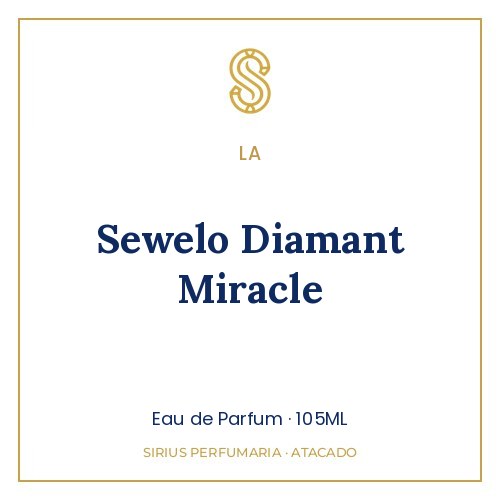 LA
Sewelo Diamant
Miracle
Eau de Parfum · 105ML
SIRIUS PERFUMARIA · ATACADO